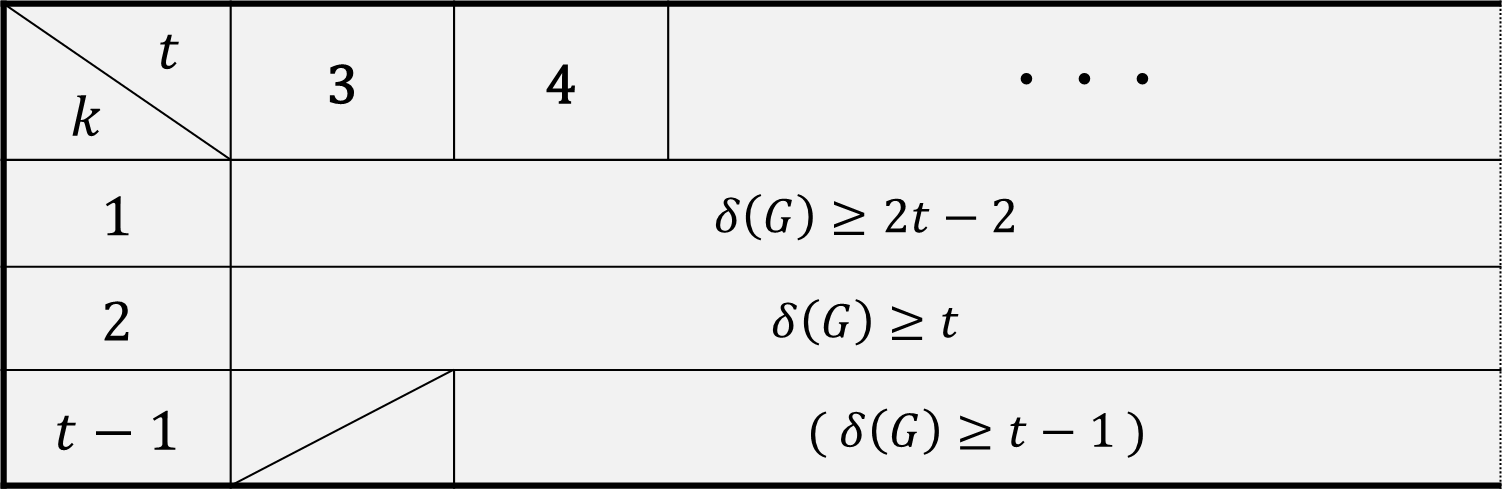 t
k
3
4
· · ·
1
δ(G) ≥ 2t − 2
2
δ(G) ≥ t
t − 1
( δ(G) ≥ t − 1 )